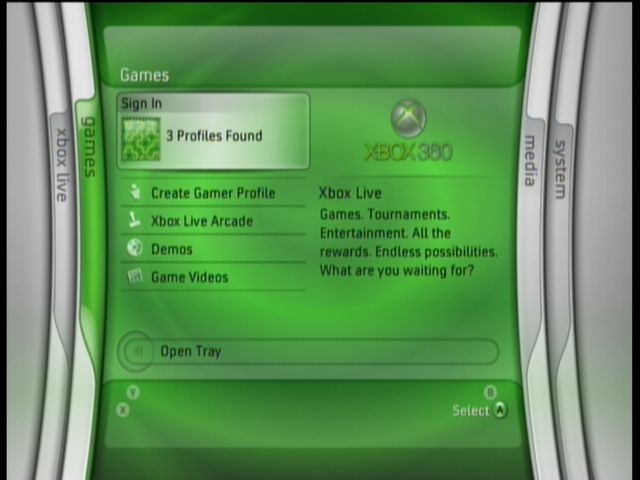 Games
Sign In
3 Profiles Found
XBOX 360
xbox live
games
media
system
Create Gamer Profile
Xbox Live Arcade
Demos
Game Videos
Xbox Live
Games. Tournaments.
Entertainment. All the
rewards. Endless possibilities.
What are you waiting for?
Open Tray
Y
X
B
Select A